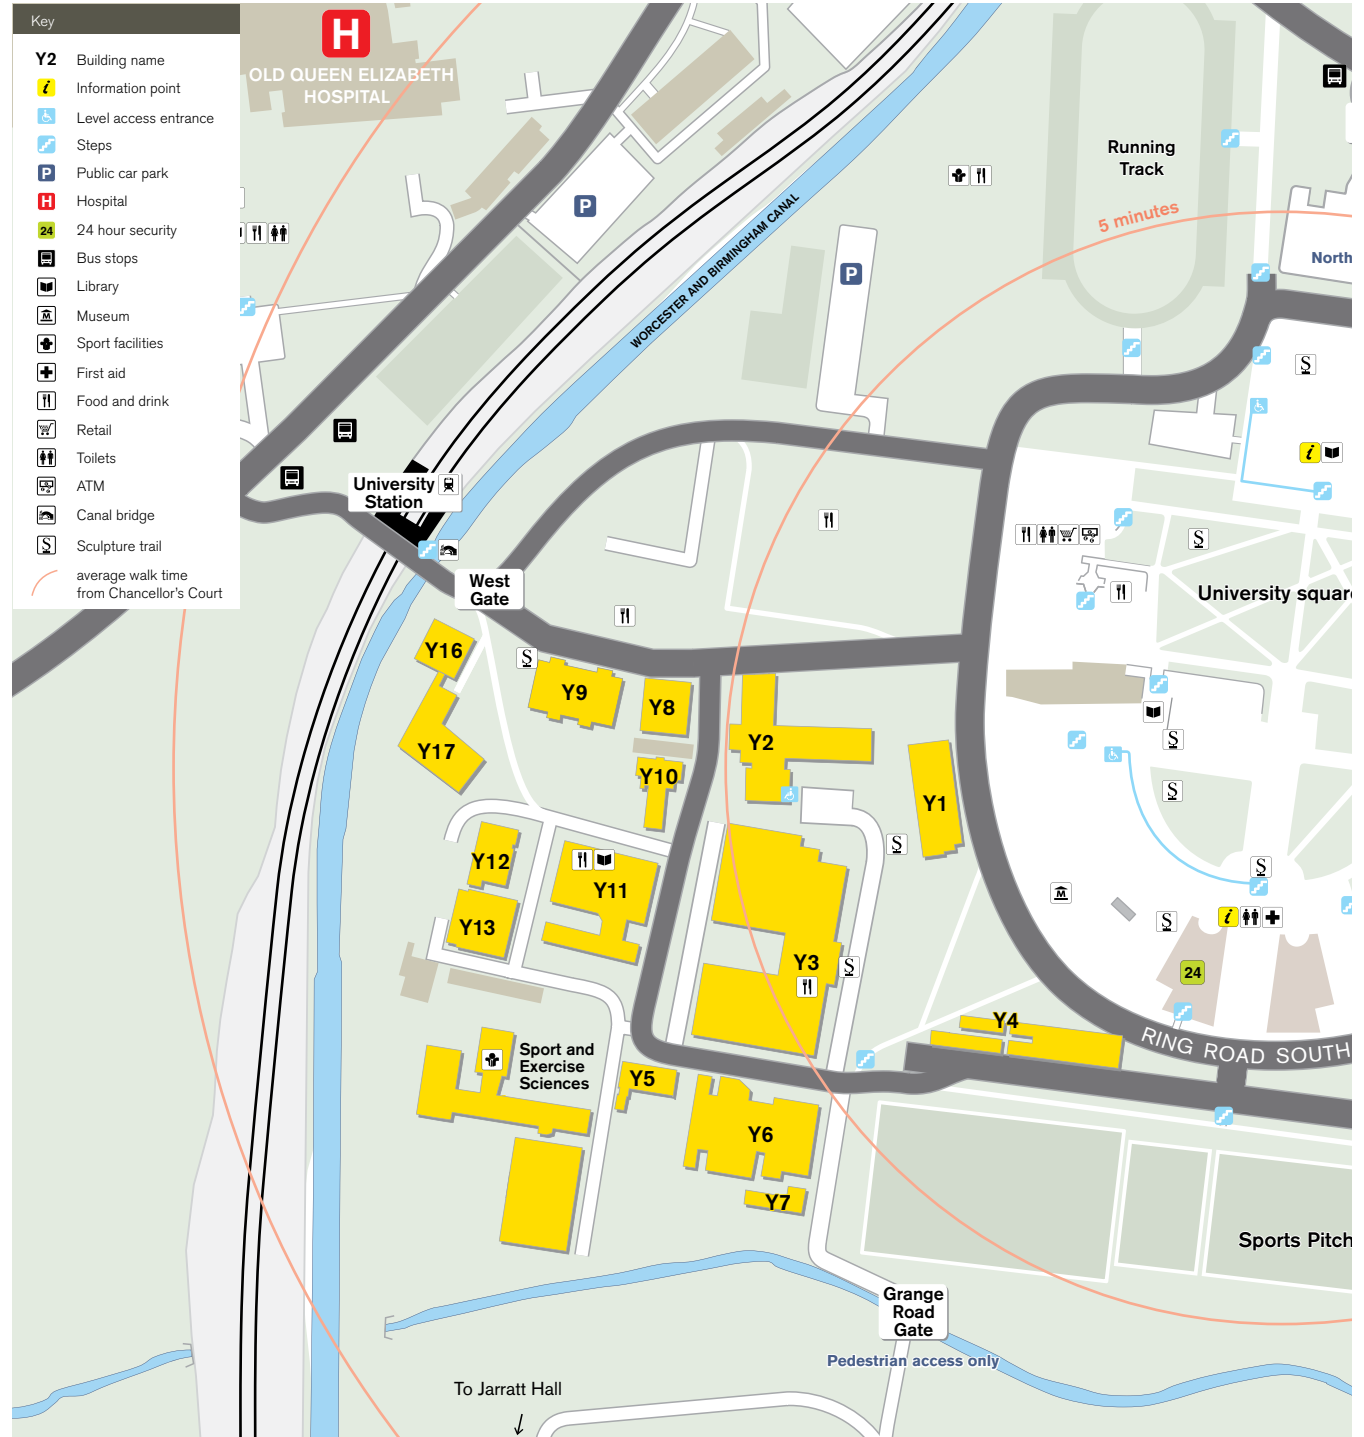 Key
Y2 Building name
i Information point
Level access entrance
Steps
P Public car park
H Hospital
24 24 hour security
Bus stops
Library
M Museum
Sport facilities
First aid
Food and drink
Retail
Toilets
ATM
Canal bridge
S Sculpture trail
average walk time
from Chancellor's Court
H
OLD QUEEN ELIZABETH
HOSPITAL
P
P
WORCESTER AND BIRMINGHAM CANAL
Running
Track
5 minutes
North
S
i
University
Station
West
Gate
S
University square
S
Y16
Y17
Y9
Y8
Y10
Y2
Y1
S
S
S
S
Y12
Y11
Y13
M
S
i
24
Y3
S
Y4
RING ROAD SOUTH
Sport and
Exercise
Sciences
Y5
Y6
Y7
Sports Pitch
Grange
Road
Gate
Pedestrian access only
To Jarratt Hall